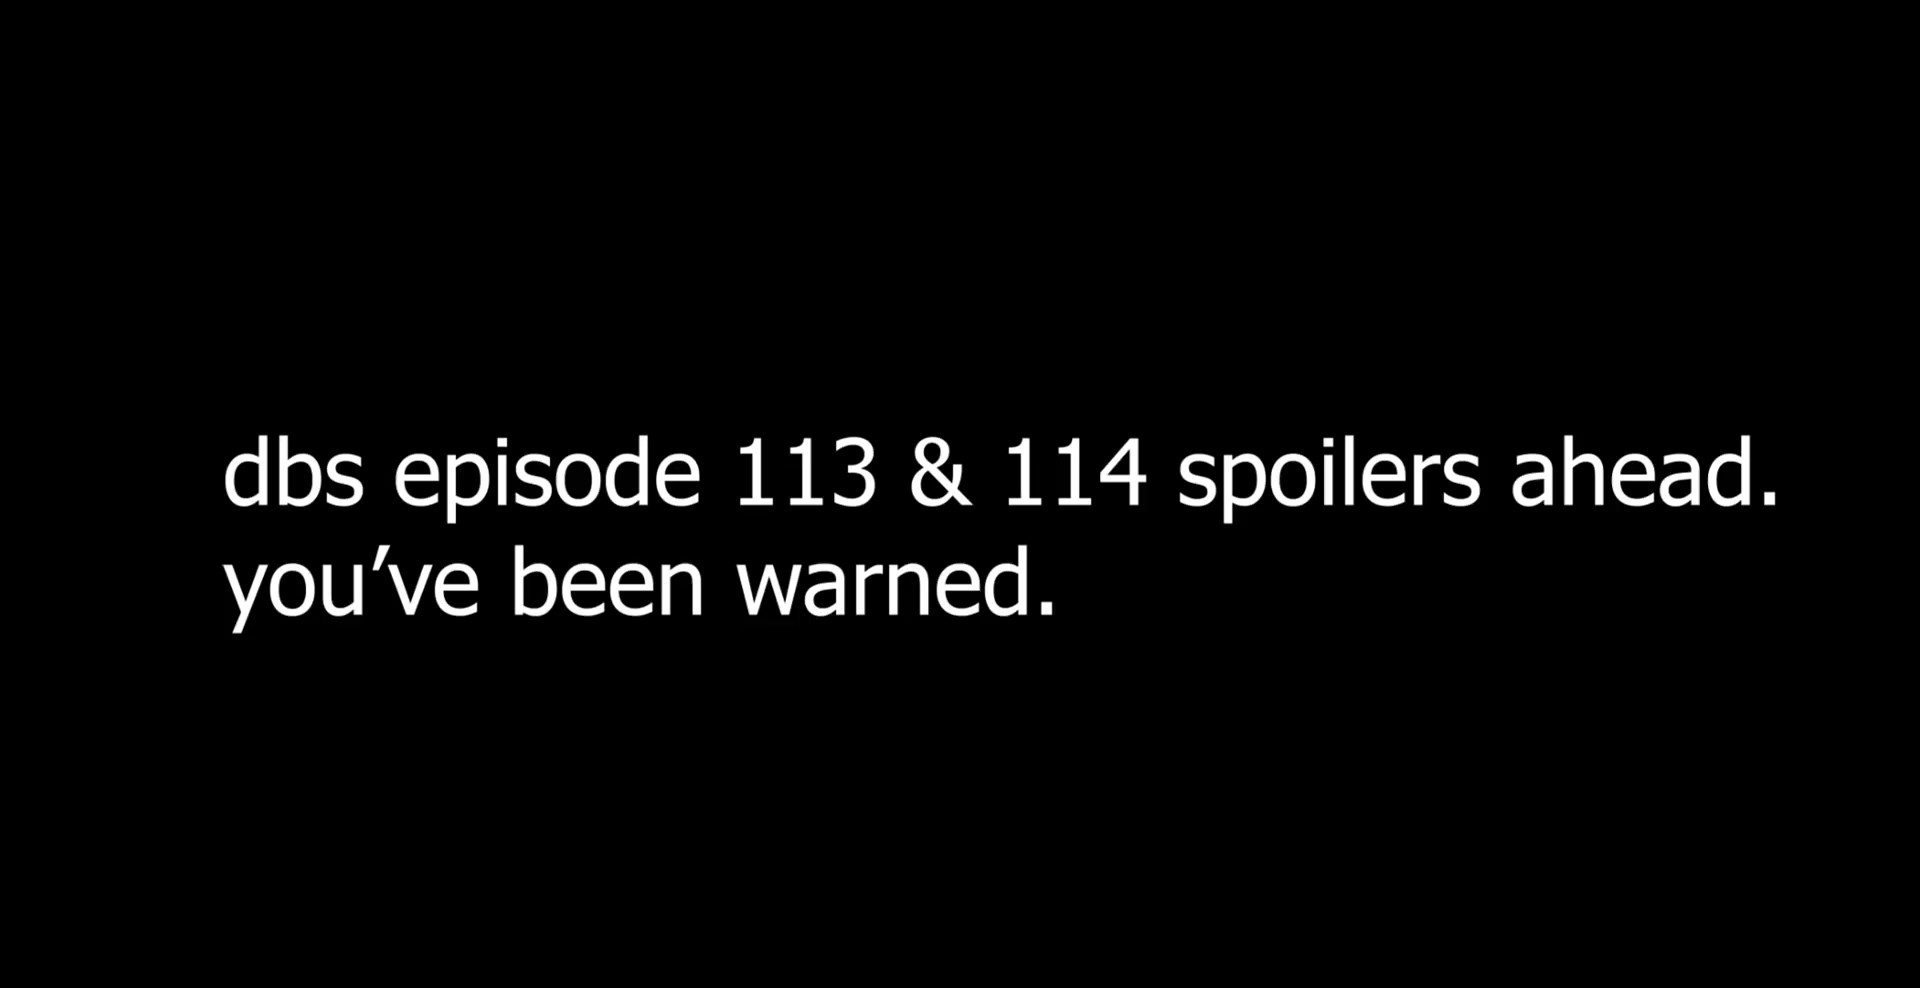 dbs episode 113 & 114 spoilers ahead.
you’ve been warned.